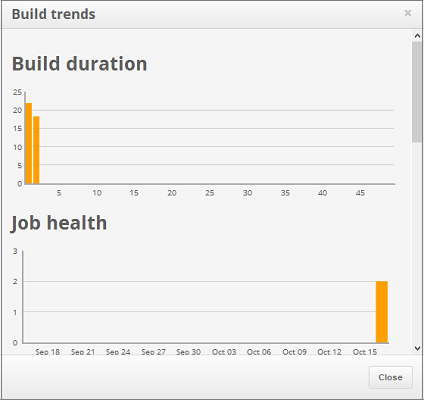 Build trends ×
Build duration
25
20
15
10
5
0
5 10 15 20 25 30 35 40 45
Job health
3
2
1
0
Sep 18 Sep 21 Sep 24 Sep 27 Sep 30 Oct 03 Oct 06 Oct 09 Oct 12 Oct 15
Close